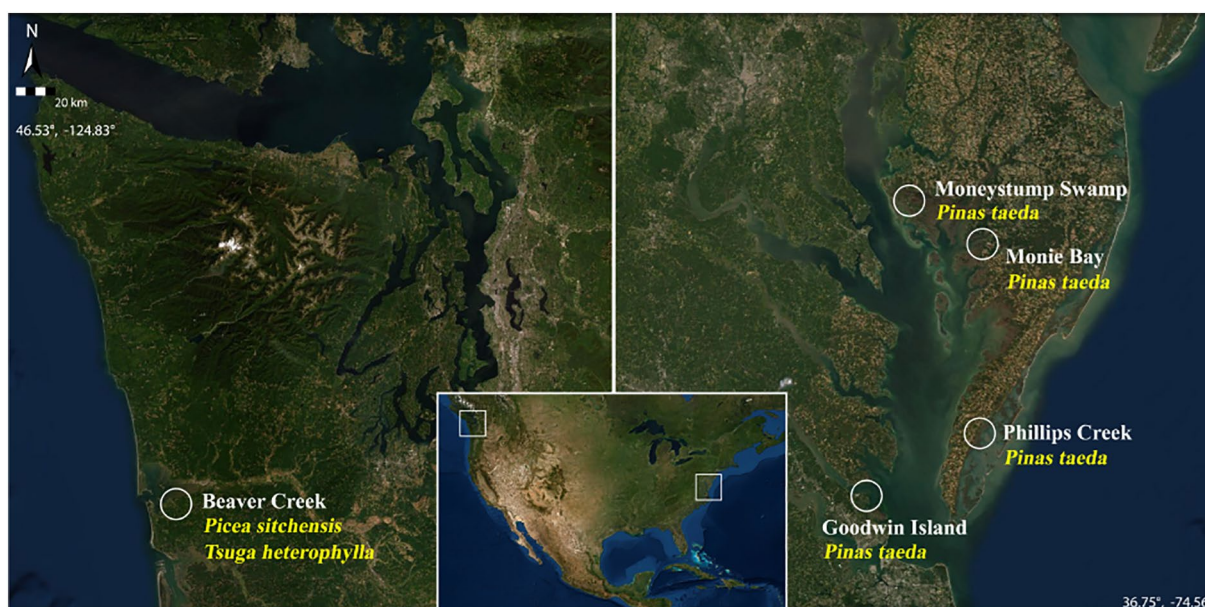 N
20 km
46.53°, -124.83°
Beaver Creek
Picea sitchensis
Tsuga heterophylla
Moneystump Swamp
Pinas taeda
Monie Bay
Pinas taeda
Phillips Creek
Pinas taeda
Goodwin Island
Pinas taeda
36.75°, -74.56